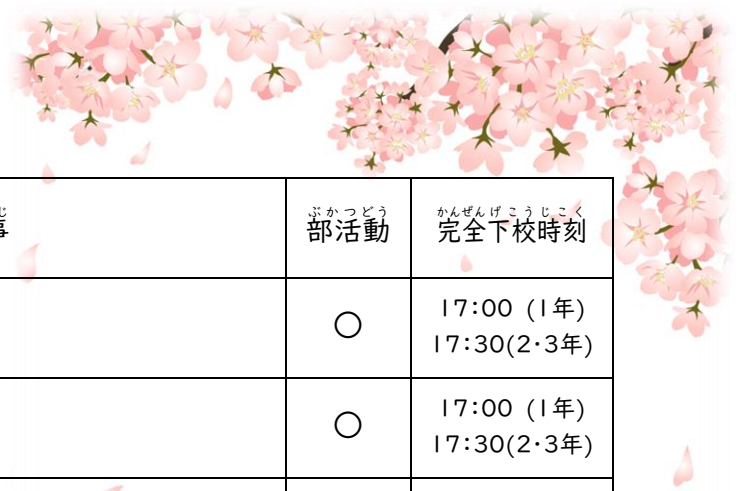 事 部活動 完全下校時刻
じ ぶかつどう かんぜんげこうじこく
○ 17:00 (1年)
17:30(2・3年)
○ 17:00 (1年)
17:30(2・3年)